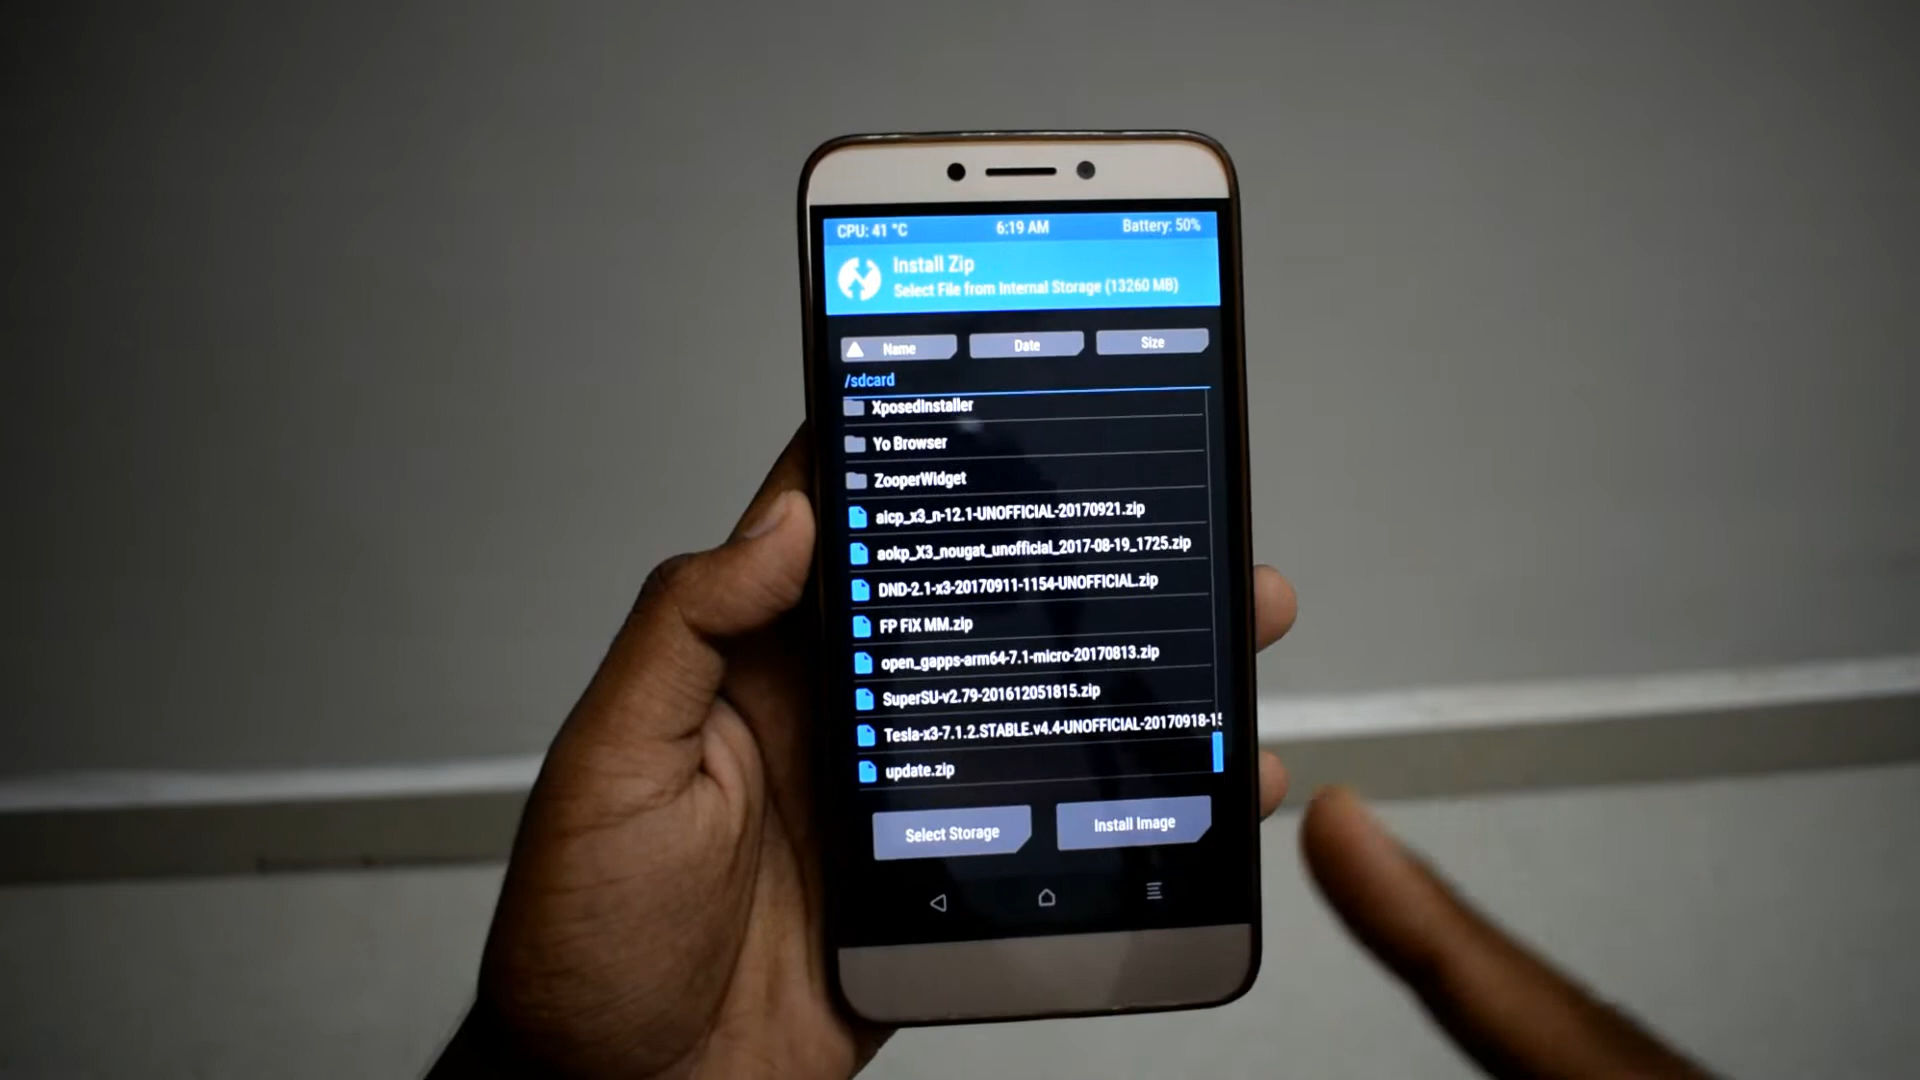 CPU: 41 °C 6:19 AM Battery: 50%
Install Zip
Select File from Internal Storage (13260 MB)
Name Date Size
/sdcard
XposedInstaller
Yo Browser
ZooperWidget
aicp_x3_n-12.1-UNOFFICIAL-20170921.zip
aokp_X3_nougat_unofficial_2017-08-19_1725.zip
DND-2.1-x3-20170911-1154-UNOFFICIAL.zip
FP FIX MM.zip
open_gapps-arm64-7.1-micro-20170813.zip
SuperSU-v2.79-201612051815.zip
Tesla-x3-7.1.2.STABLE.v4.4-UNOFFICIAL-20170918-15
update.zip
Select Storage Install Image